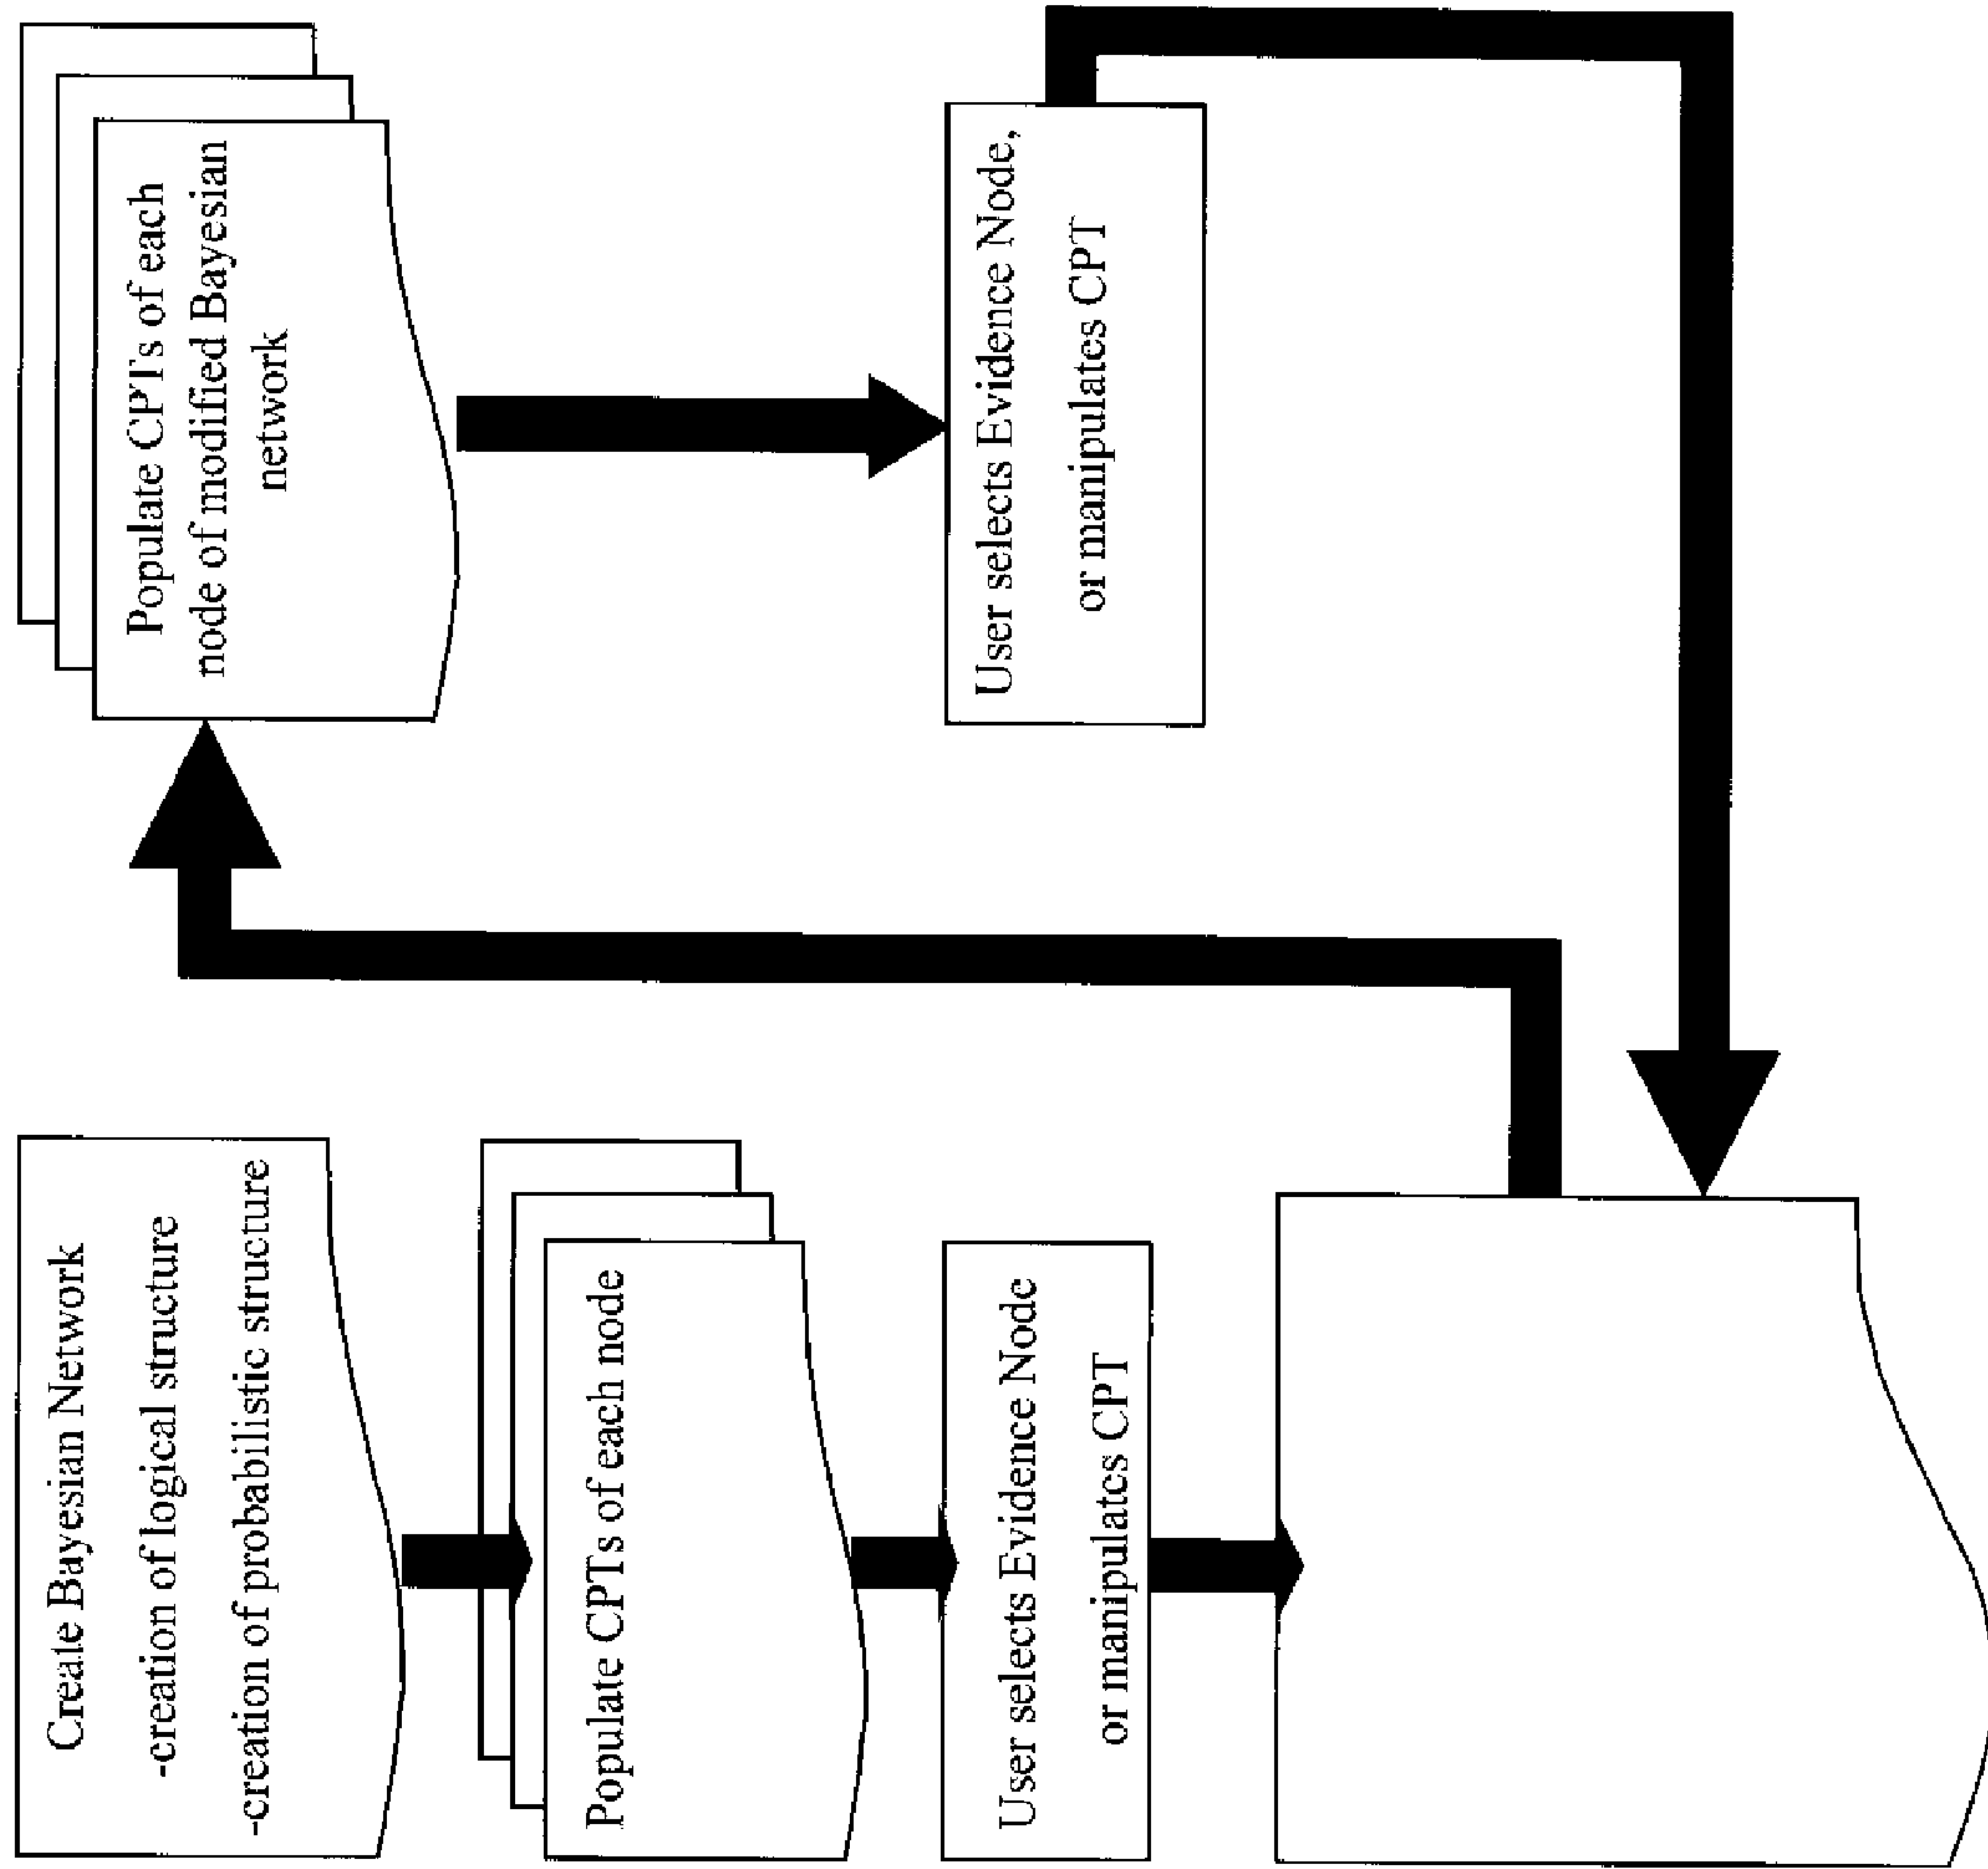 Create Bayesian Network
-creation of logical structure
-creation of probabilistic structure
Populate CPTs of each node
User selects Evidence Node
or manipulates CPT
Populate CPTs of each
node of modified Bayesian
network
User selects Evidence Node,
or manipulates CPT